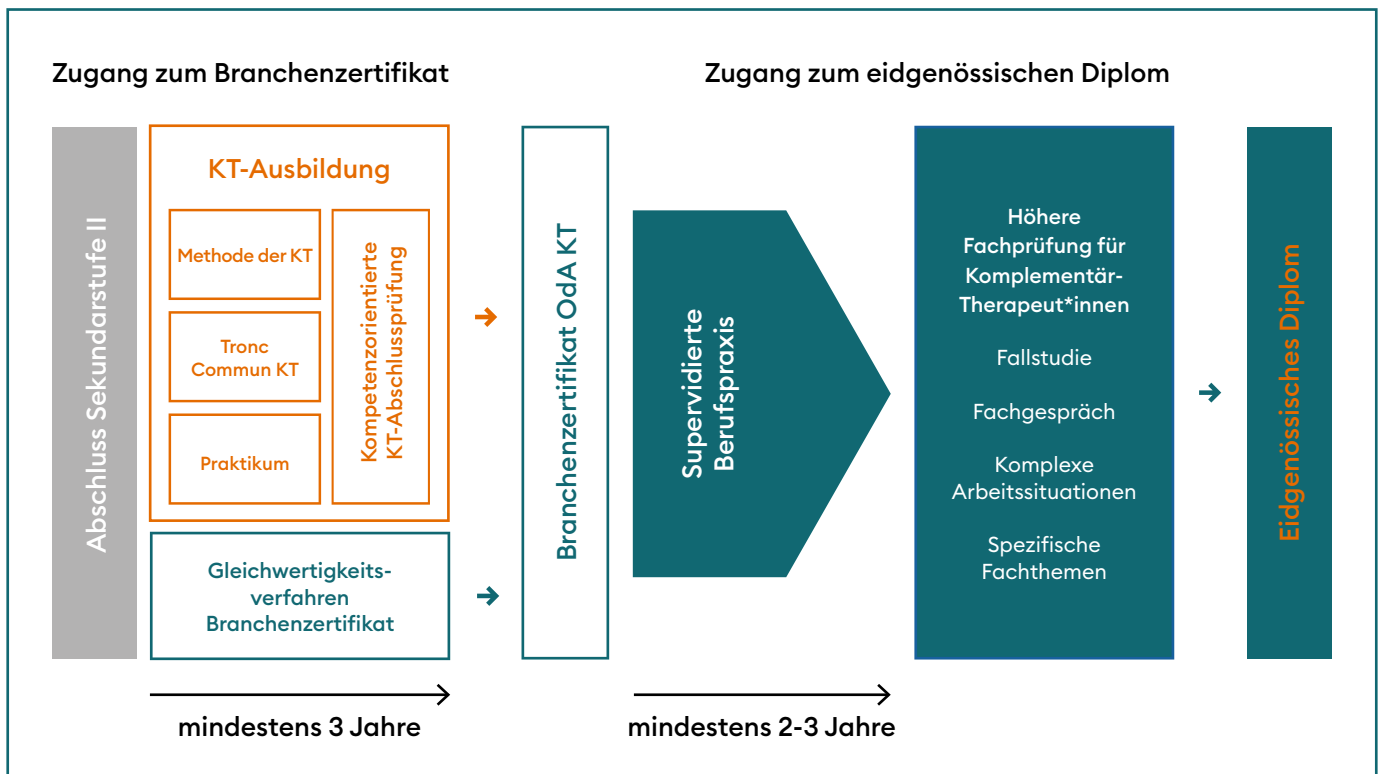 Zugang zum Branchenzertifikat
Zugang zum eidgenössischen Diplom
Abschluss Sekundarstufe II
KT-Ausbildung
Methode der KT
Tronc
Commun KT
Praktikum
Kompetenzorientierte
KT-Abschlussprüfung
Gleichwertigkeits-
verfahren
Branchenzertifikat
Branchenzertifikat OdA KT
Supervidierte
Berufspraxis
Höhere
Fachprüfung für
Komplementär-
Therapeut*innen
Fallstudie
Fachgespräch
Komplexe
Arbeitssituationen
Spezifische
Fachthemen
Eidgenössisches Diplom
mindestens 3 Jahre
mindestens 2-3 Jahre